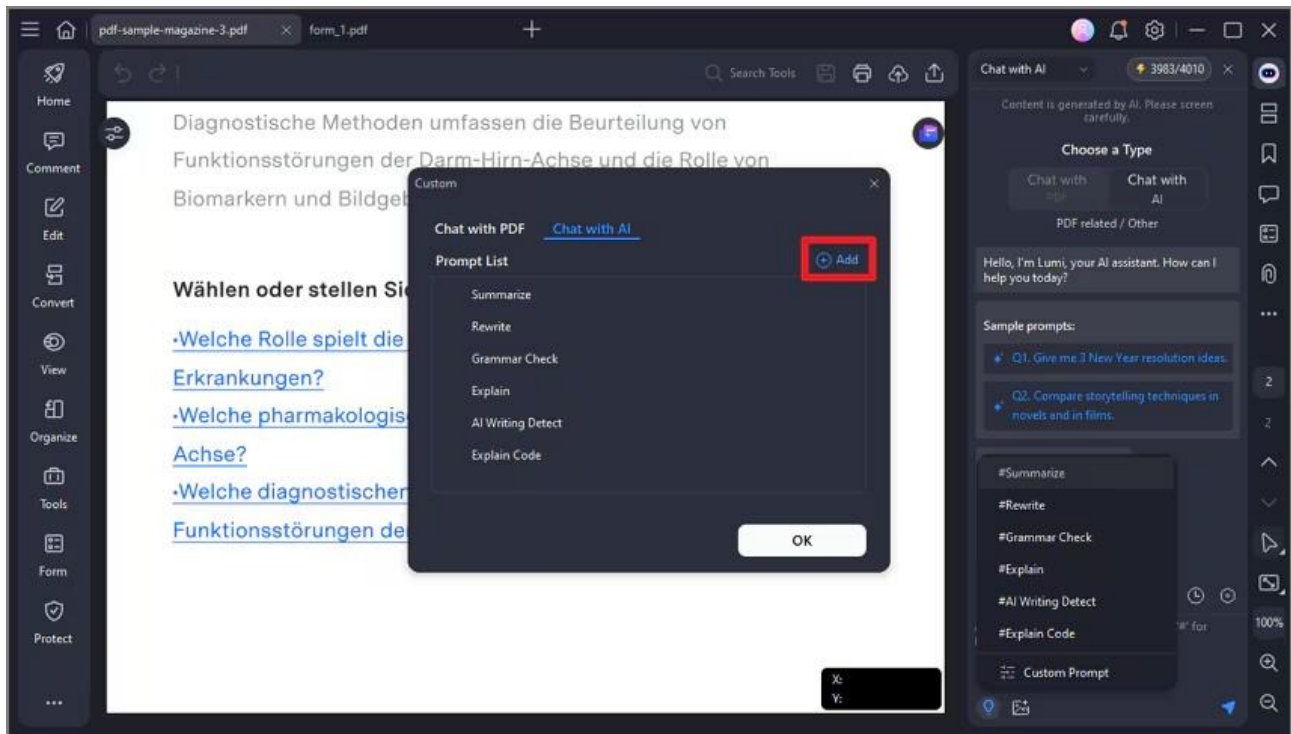 pdf-sample-magazine-3.pdf
form_1.pdf
Search Tools
Home
Comment
Edit
Convert
View
Organize
Tools
Form
Protect
Diagnostische Methoden umfassen die Beurteilung von
Funktionsstörungen der Darm-Hirn-Achse und die Rolle von
Biomarkern und
Wählen oder stellen
•Welche Rolle spielt die
Erkrankungen?
•Welche
Achse?
•Welche
Funktionsstörungen
X:
Y:
Custom
Chat with PDF Chat with AI
Prompt List
Add
Summarize
Rewrite
Grammar Check
Explain
AI Writing Detect
Explain Code
OK
Chat with AI
3983/4010
Content is generated by AI. Please screen
carefully.
Choose a Type
Chat with
PDF
Chat with
AI
PDF related / Other
Hello, I'm Lumi, your AI assistant. How can I
help you today?
Sample prompts:
Q1. Give me 3 New Year resolution ideas.
Q2. Compare storytelling techniques in
novels and in films.
#Summarize
#Rewrite
#Grammar Check
#Explain
#AI Writing Detect
#Explain Code
Custom Prompt
"#" for
2
2
100%